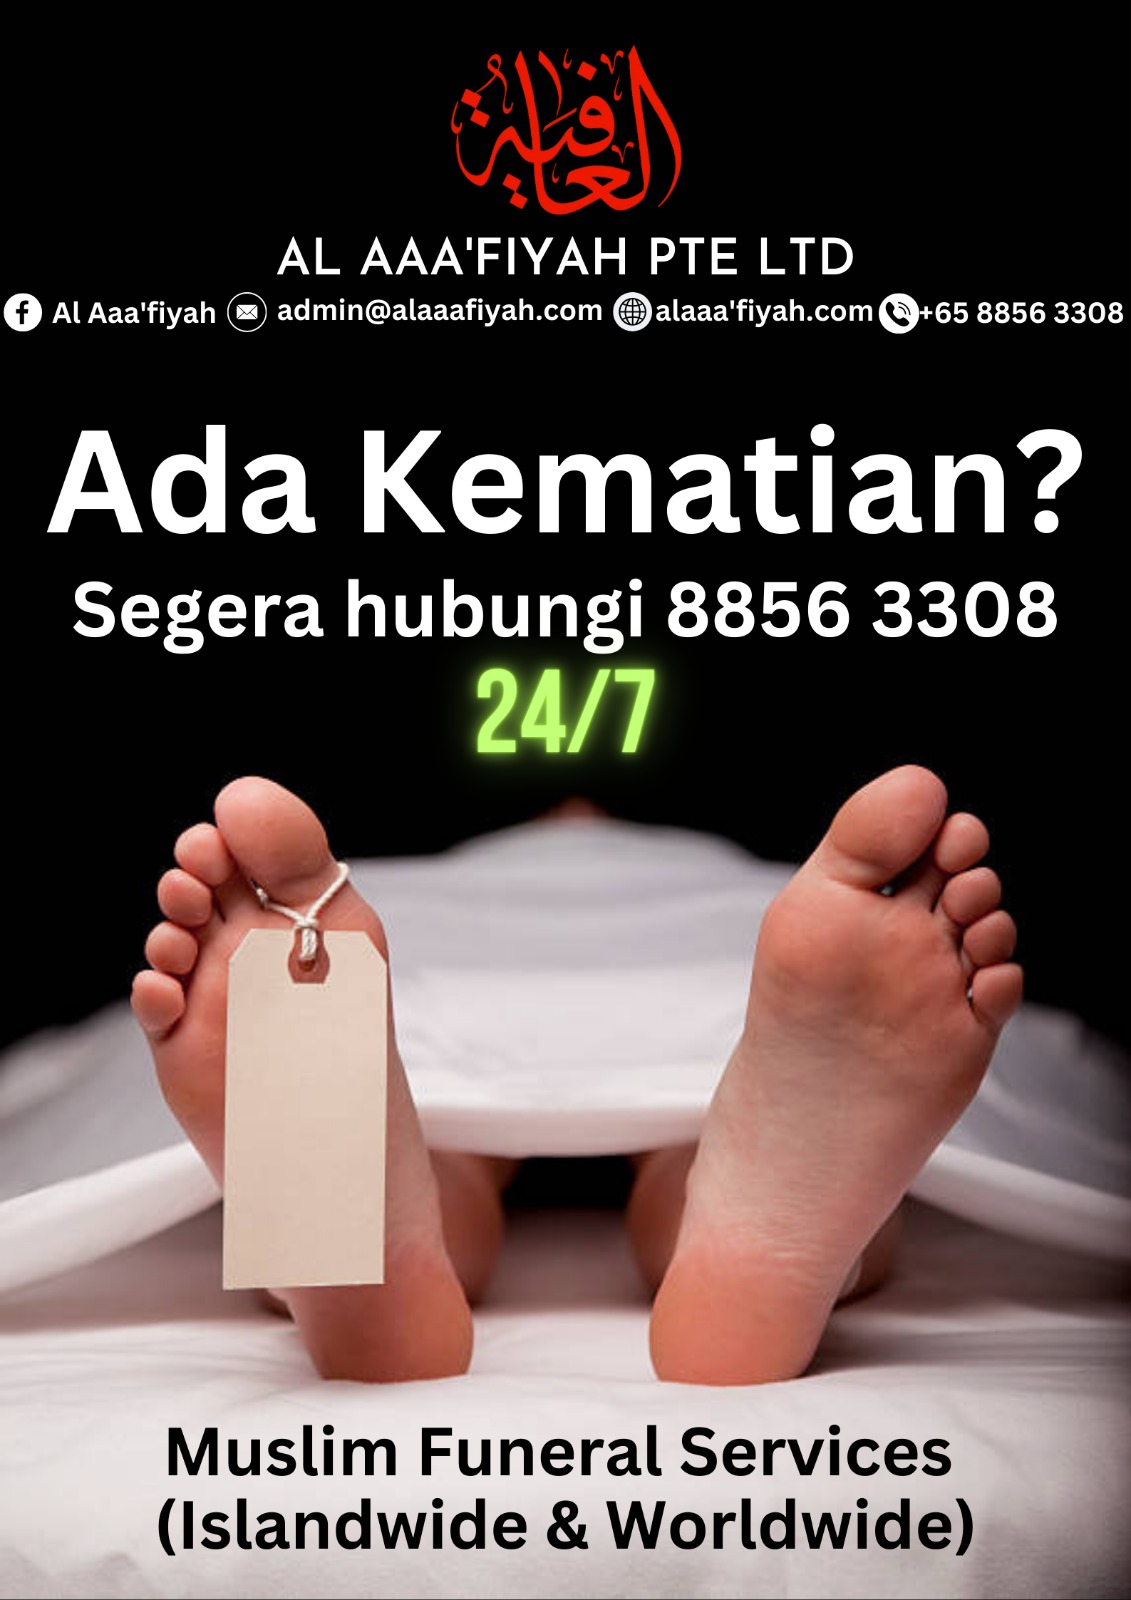 العافية
AL AAA'FIYAH PTE LTD
Al Aaa'fiyah admin@alaaafiyah.com alaaa'fiyah.com +65 8856 3308
Ada Kematian?
Segera hubungi 8856 3308
24/7
Muslim Funeral Services
(Islandwide & Worldwide)